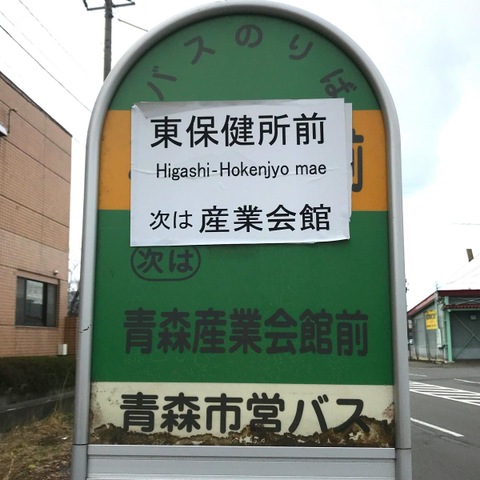 バスのりば
東保健所前
Higashi-Hokenjyo mae
次は 産業会館
前
次は
青森産業会館前
青森市営バス